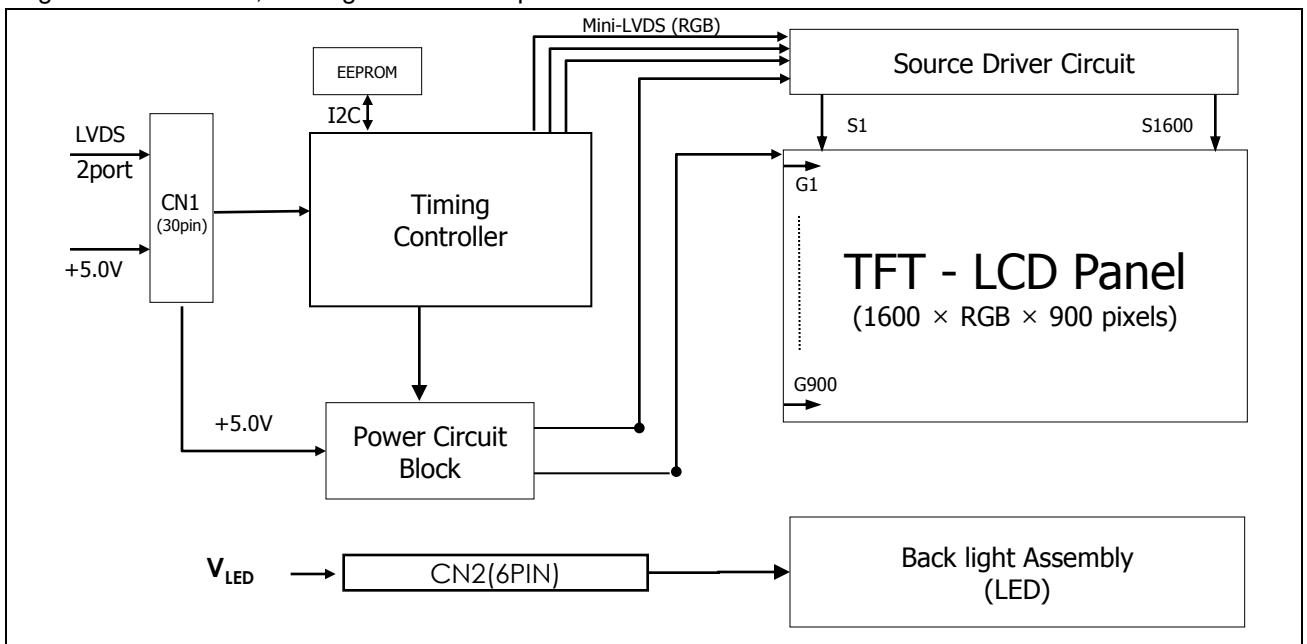 Mini-LVDS (RGB)
EEPROM
I2C
Source Driver Circuit
S1
S1600
LVDS
2port
CN1
(30pin)
+5.0V
Timing
Controller
G1
TFT - LCD Panel
(1600 × RGB × 900 pixels)
G900
+5.0V
Power Circuit
Block
VLED
CN2(6PIN)
Back light Assembly
(LED)